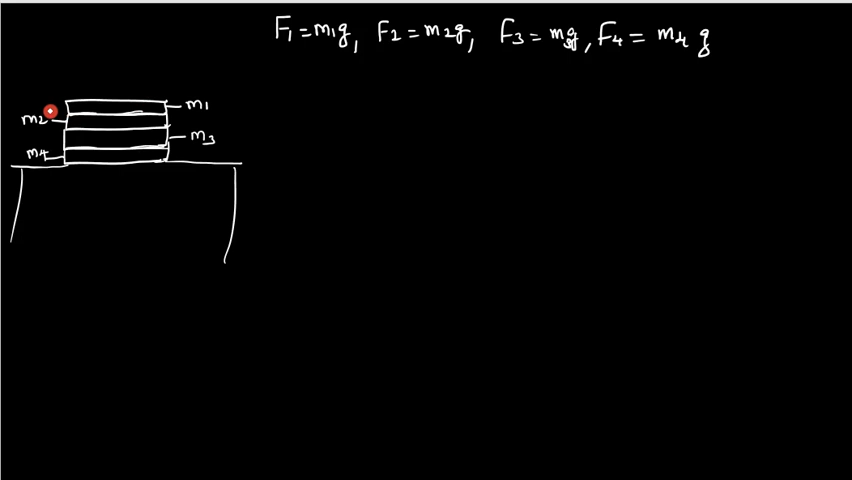 F1 = m1g, F2 = m2g, F3 = m3g, F4 = m4 g
m1
m2
m3
m4